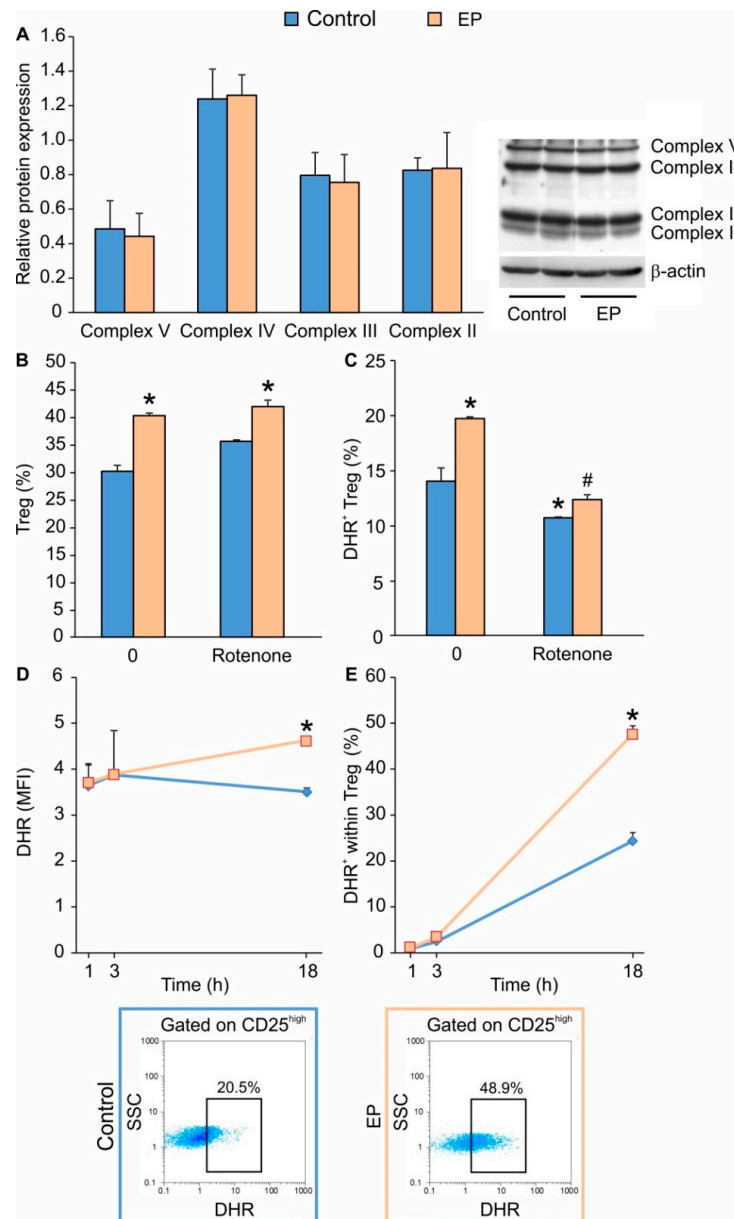 Control EP
A
Relative protein expression
1.6
1.4
1.2
0.8
0.6
0.4
0.2
0
Complex V Complex IV Complex III Complex II
Complex V
Complex I
Complex I
Complex I
β-actin
Control EP
B
Treg (%)
50
45
40
35
30
25
20
15
10
5
0
*
*
0 Rotenone
C
DHR⁺ Treg (%)
25
20
15
10
5
0
*
*
#
0 Rotenone
D
DHR (MFI)
6
5
4
3
4
1
0
*
1 3 18
Time (h)
E
DHR⁺ within Treg (%)
60
50
40
30
20
10
0
*
1 3 18
Time (h)
Control
Gated on CD25ʰⁱᵍʰ
SSC
1000
100
10
1
0.1
20.5%
0.1 1 10 100 1000
DHR
EP
Gated on CD25ʰⁱᵍʰ
SSC
1000
100
10
1
0.1
48.9%
0.1 1 10 100 1000
DHR